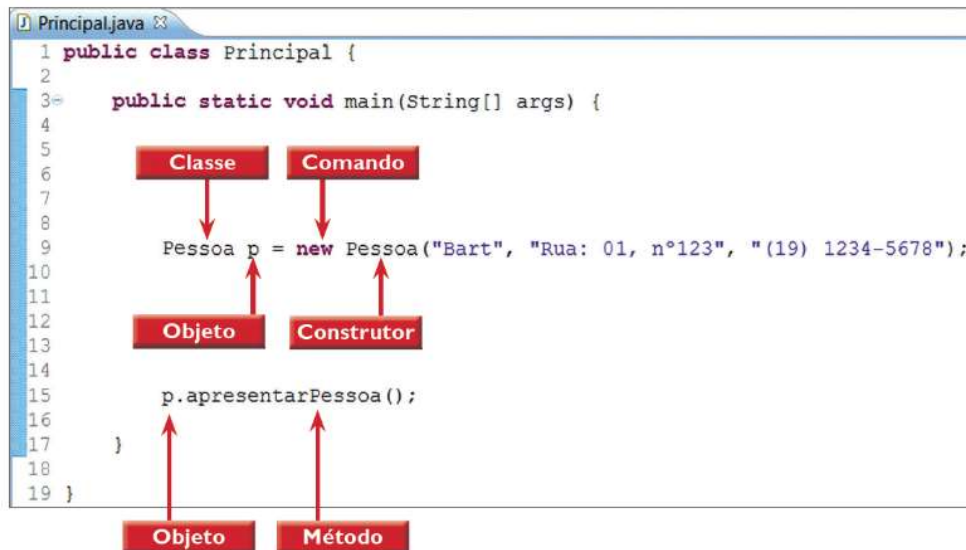 Principal.java
1 public class Principal {
2
3 public static void main(String[] args) {
4
5
Classe Comando
6
7
8
9 Pessoa p = new Pessoa("Bart", "Rua: 01, nº123", "(19) 1234-5678");
10
11
12
Objeto Construtor
13
14
15 p.apresentarPessoa();
16
17 }
18
19 }
Objeto Método